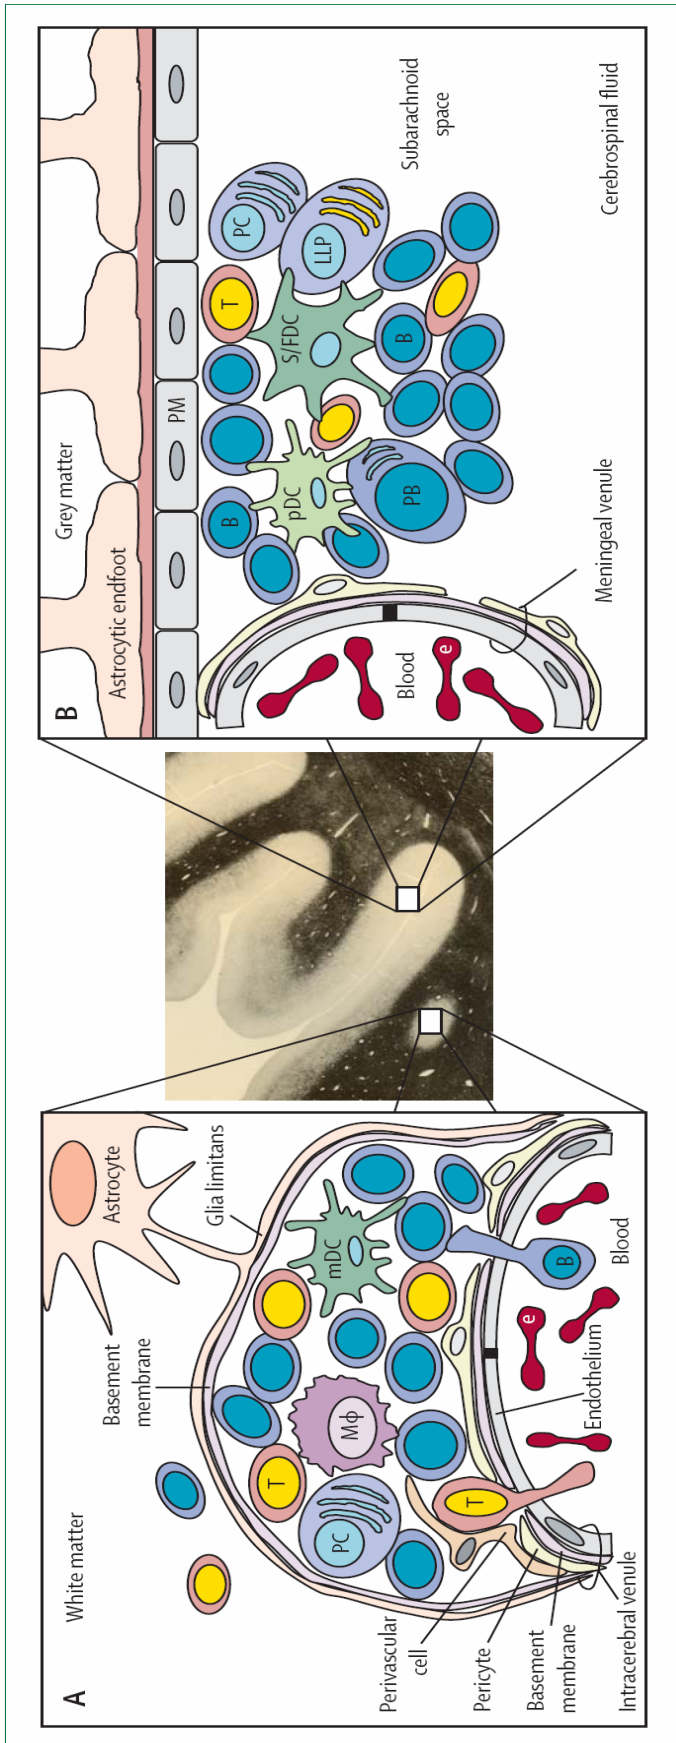 A
White matter
Basement
membrane
Astrocyte
Glia limitans
T
PC
Mϕ
mDC
T
B
e
Blood
Endothelium
Perivascular
cell
Pericyte
Basement
membrane
Intracerebral venule
B
Grey matter
Astrocytic endfoot
PM
B
T
PC
LLP
S/FDC
pDC
B
PB
Subarachnoid
space
Blood
e
Meningeal venule
Cerebrospinal fluid